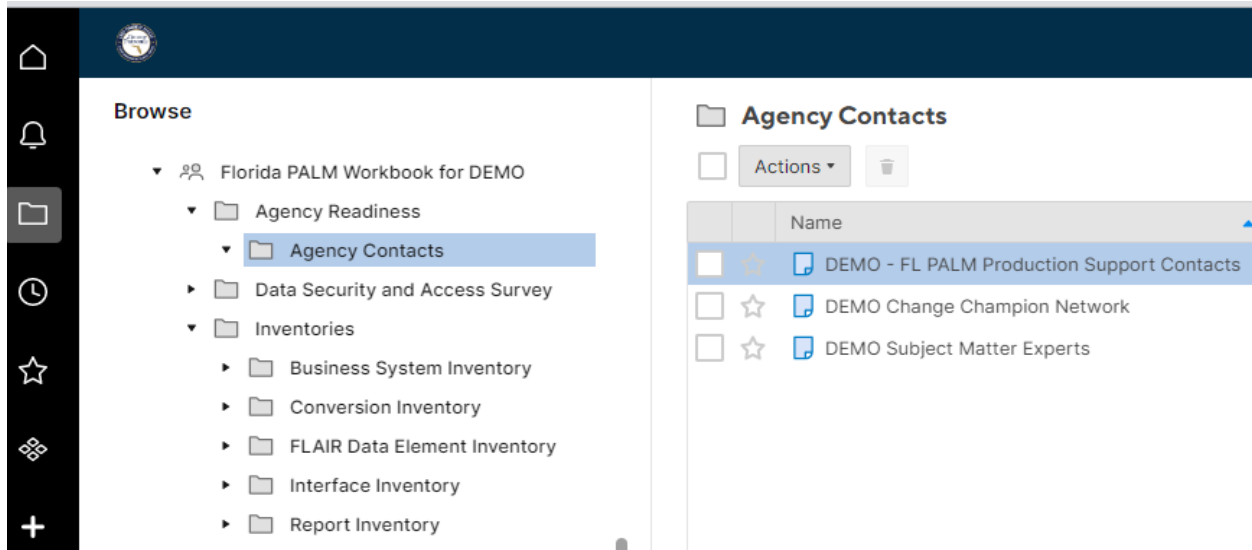 Browse
Florida PALM Workbook for DEMO
Agency Readiness
Agency Contacts
Data Security and Access Survey
Inventories
Business System Inventory
Conversion Inventory
FLAIR Data Element Inventory
Interface Inventory
Report Inventory
Agency Contacts
Actions
Name
DEMO - FL PALM Production Support Contacts
DEMO Change Champion Network
DEMO Subject Matter Experts